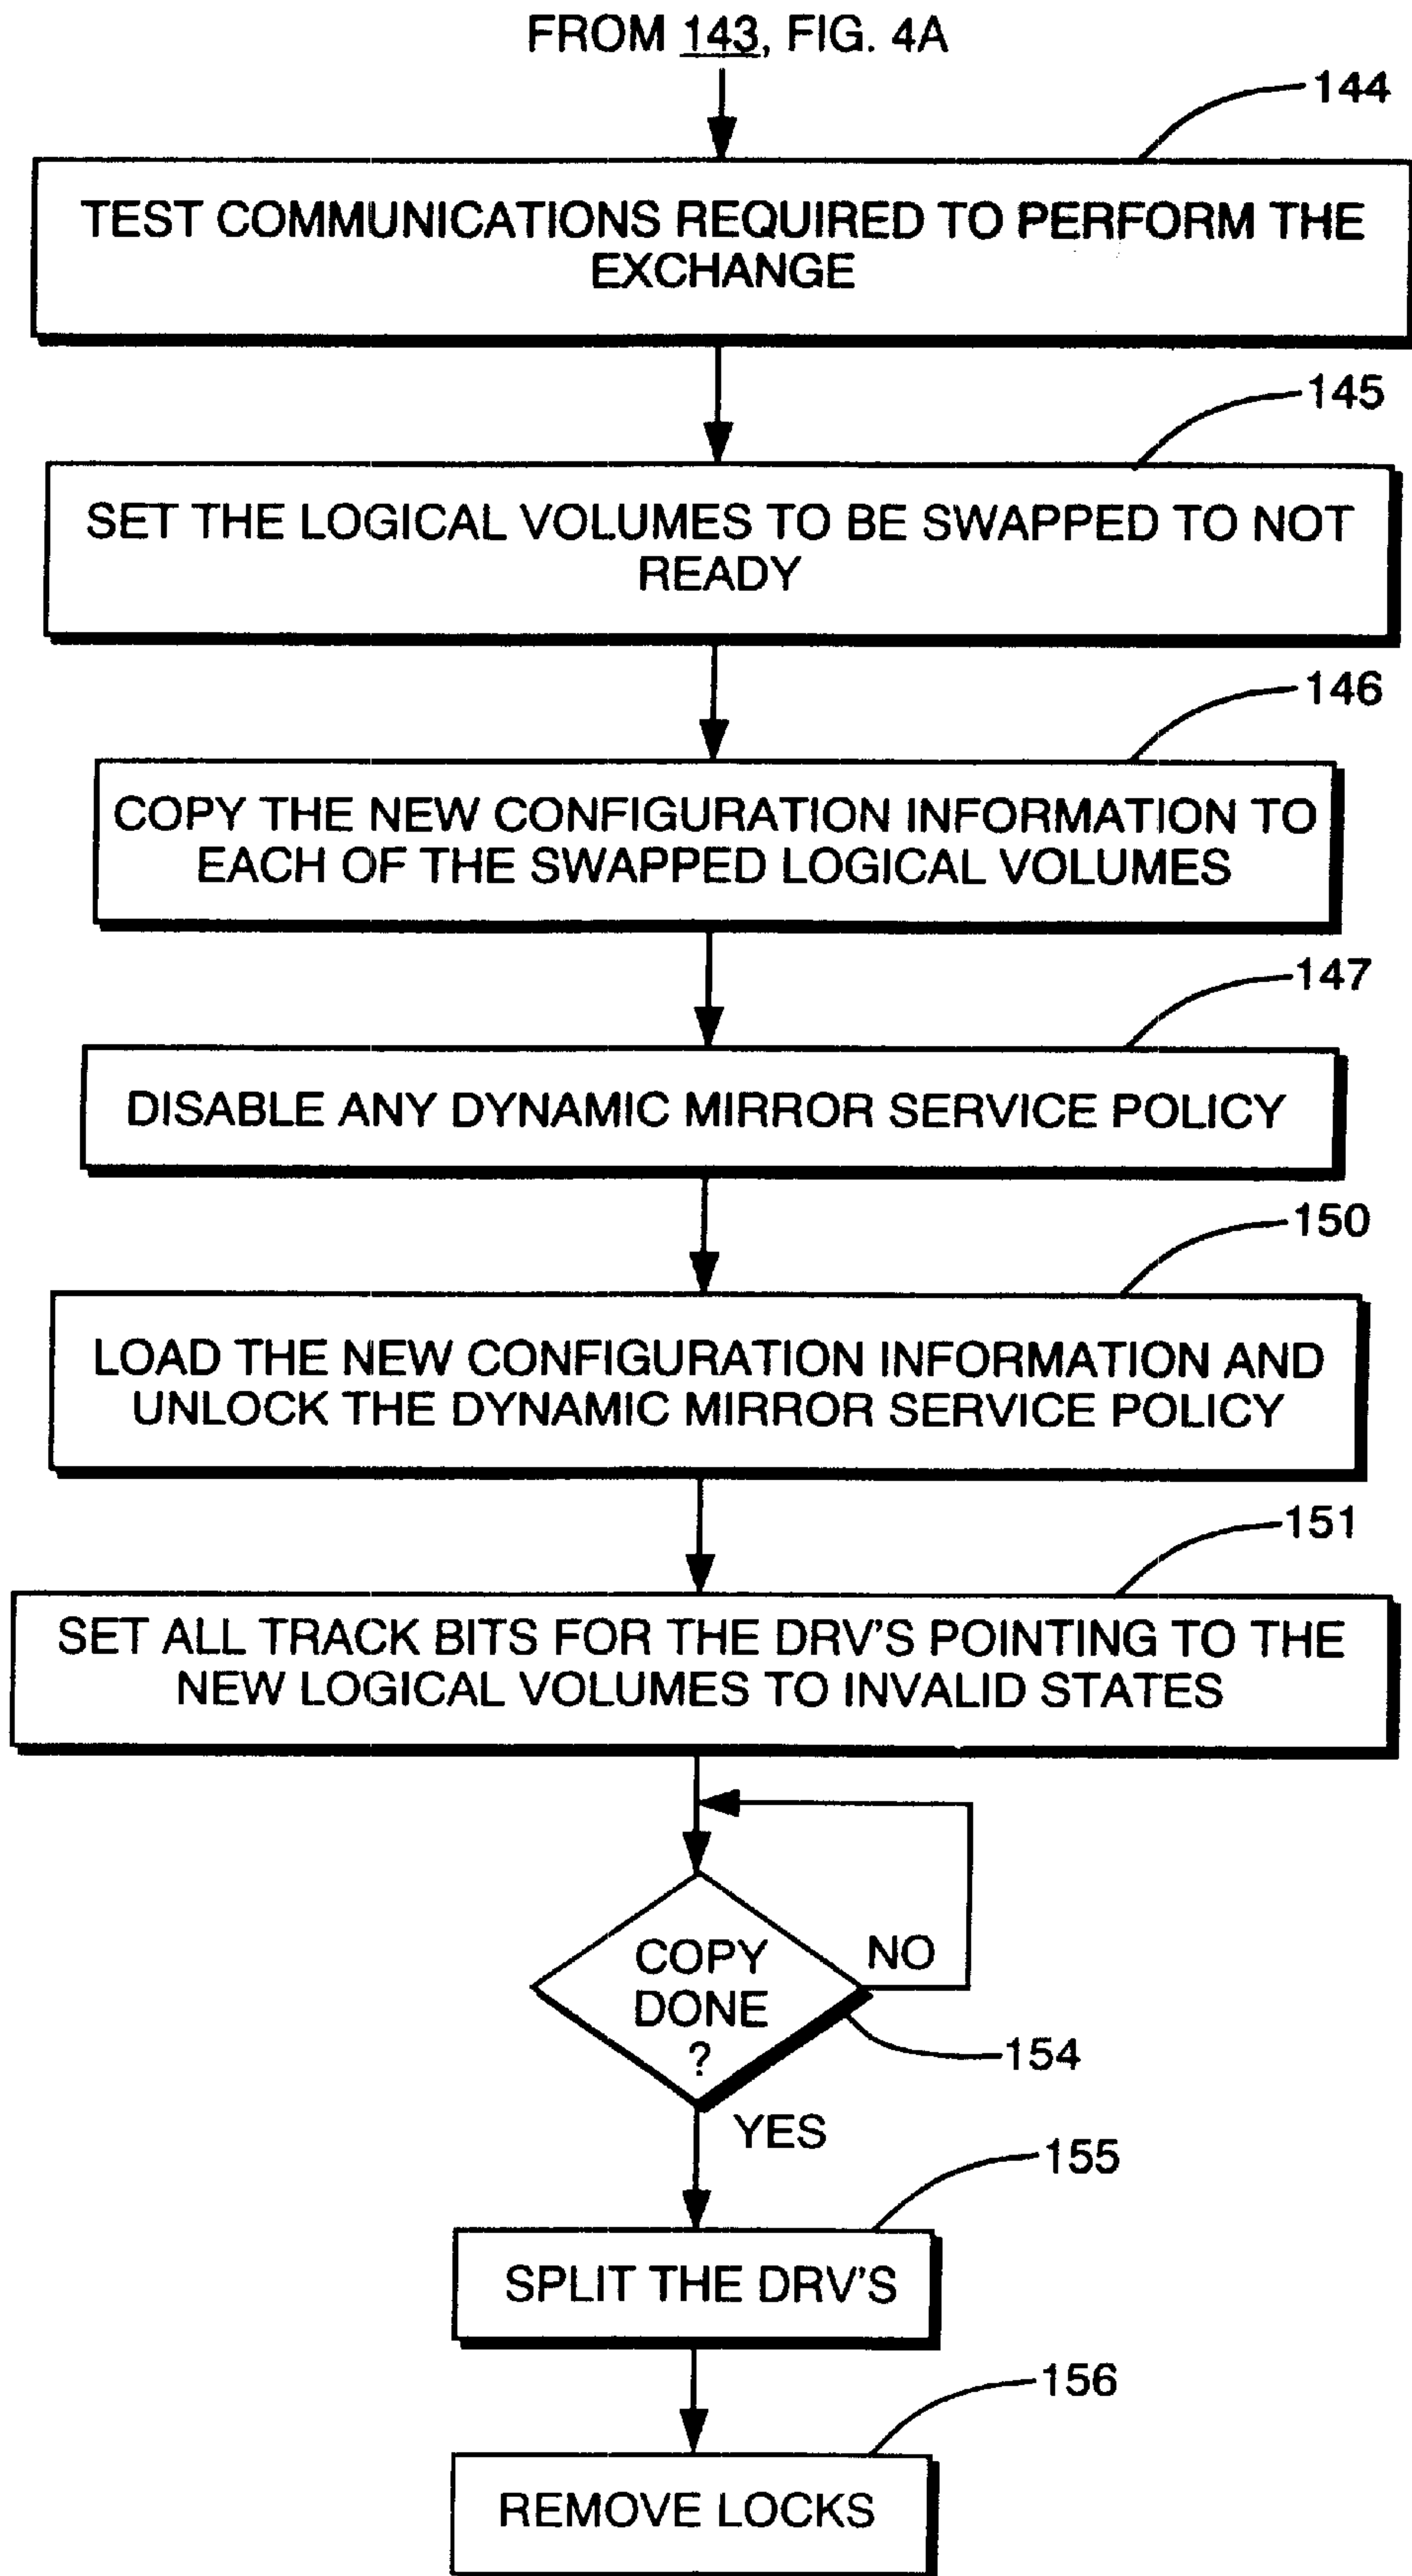 FROM 143, FIG. 4A
144
TEST COMMUNICATIONS REQUIRED TO PERFORM THE
EXCHANGE
145
SET THE LOGICAL VOLUMES TO BE SWAPPED TO NOT
READY
146
COPY THE NEW CONFIGURATION INFORMATION TO
EACH OF THE SWAPPED LOGICAL VOLUMES
147
DISABLE ANY DYNAMIC MIRROR SERVICE POLICY
150
LOAD THE NEW CONFIGURATION INFORMATION AND
UNLOCK THE DYNAMIC MIRROR SERVICE POLICY
151
SET ALL TRACK BITS FOR THE DRV'S POINTING TO THE
NEW LOGICAL VOLUMES TO INVALID STATES
COPY
DONE
?
NO
154
YES
155
SPLIT THE DRV'S
156
REMOVE LOCKS